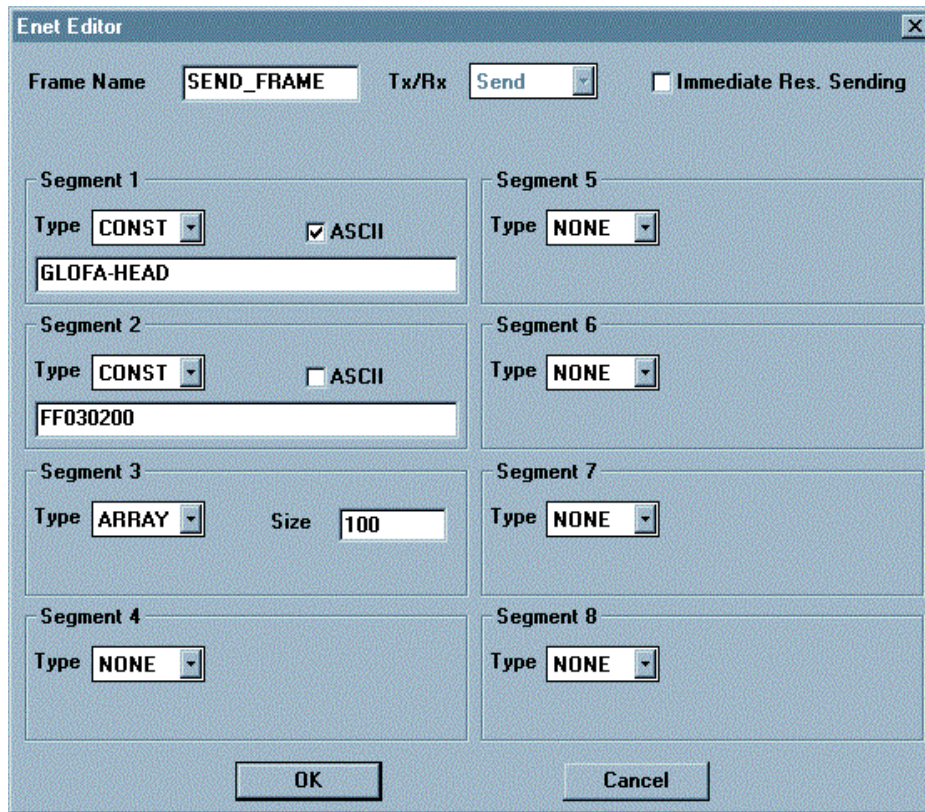 Enet Editor
Frame Name SEND_FRAME Tx/Rx Send Immediate Res. Sending
Segment 1
Type CONST ASCII
GLOFA-HEAD
Segment 5
Type NONE
Segment 2
Type CONST ASCII
FF030200
Segment 6
Type NONE
Segment 3
Type ARRAY Size 100
Segment 7
Type NONE
Segment 4
Type NONE
Segment 8
Type NONE
OK Cancel